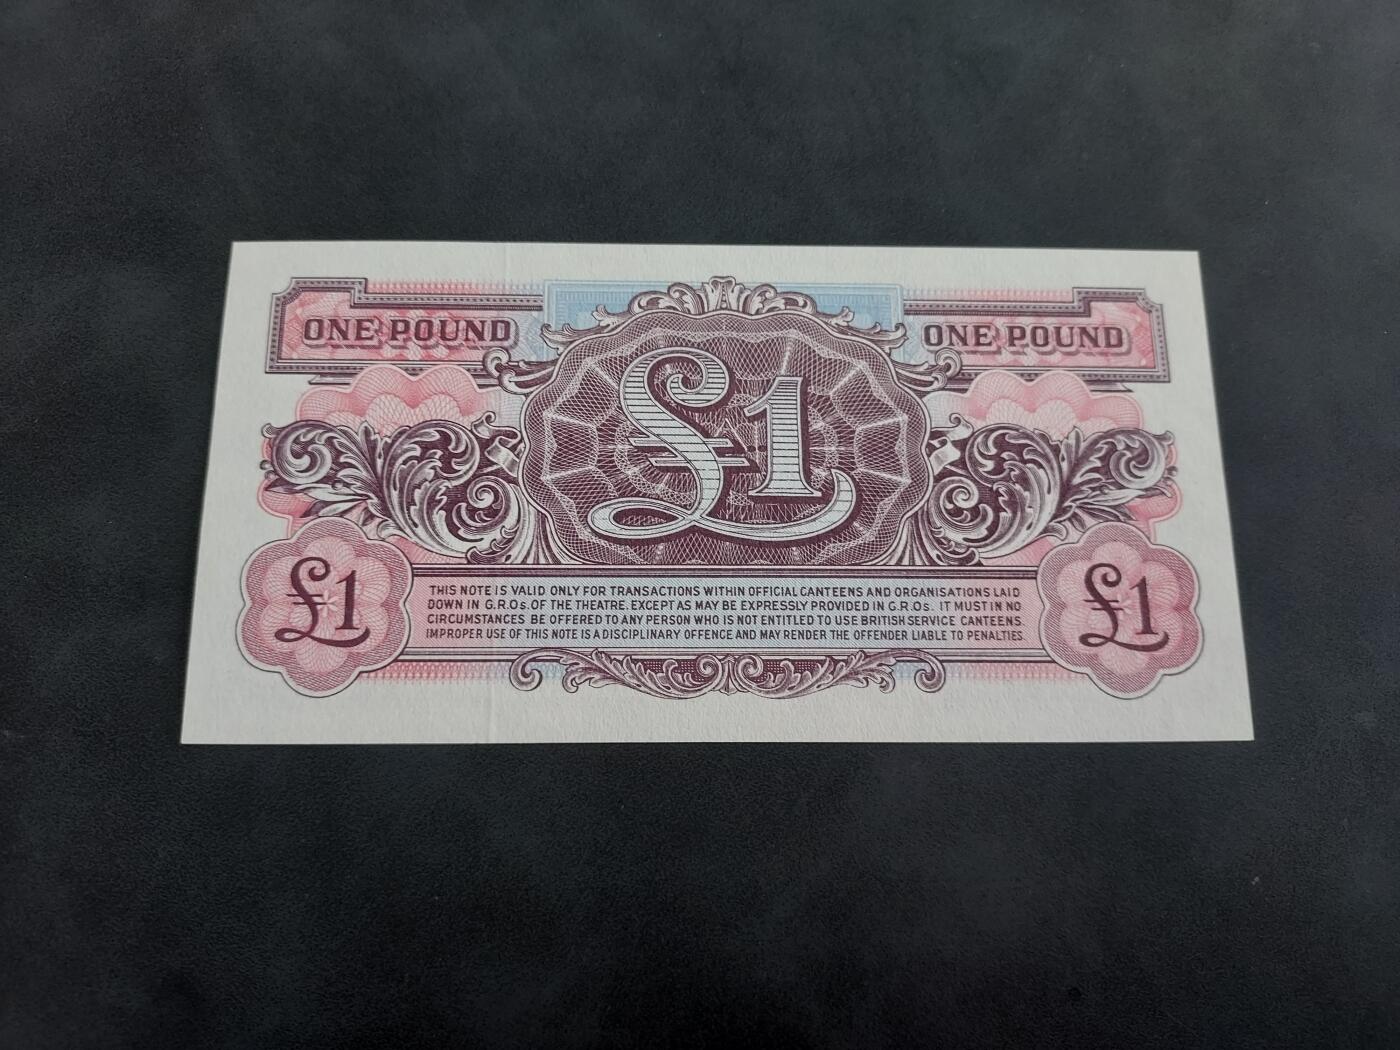 ONE POUND ONE POUND
£1
£1 £1
THIS NOTE IS VALID ONLY FOR TRANSACTIONS WITHIN OFFICIAL CANTEENS AND ORGANISATIONS LAID
DOWN IN G.R.Os. OF THE THEATRE. EXCEPT AS MAY BE EXPRESSLY PROVIDED IN G.R.Os. IT MUST IN NO
CIRCUMSTANCES BE OFFERED TO ANY PERSON WHO IS NOT ENTITLED TO USE BRITISH SERVICE CANTEENS.
IMPROPER USE OF THIS NOTE IS A DISCIPLINARY OFFENCE AND MAY RENDER THE OFFENDER LIABLE TO PENALTIES.